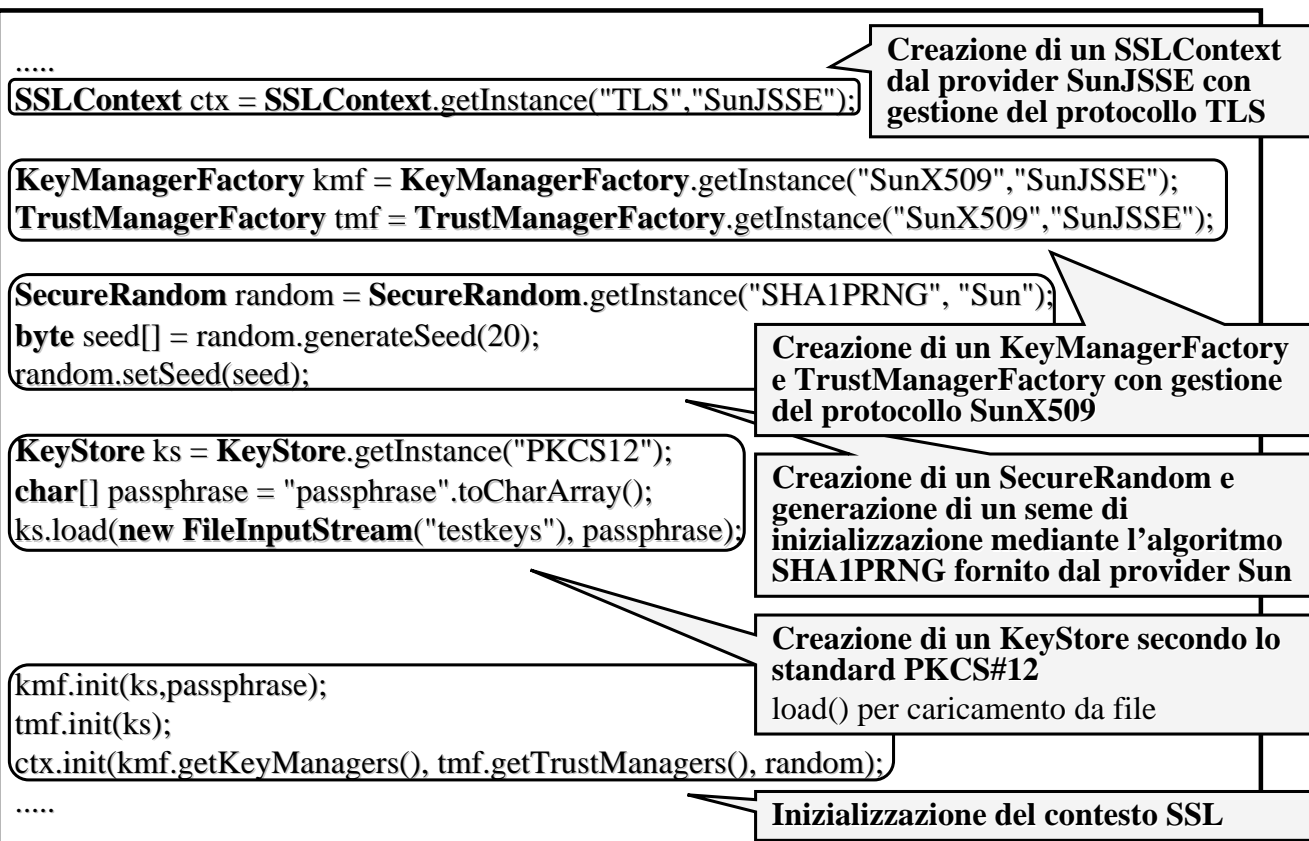 .....
SSLContext ctx = SSLContext.getInstance("TLS","SunJSSE");
Creazione di un SSLContext
dal provider SunJSSE con
gestione del protocollo TLS
KeyManagerFactory kmf = KeyManagerFactory.getInstance("SunX509","SunJSSE");
TrustManagerFactory tmf = TrustManagerFactory.getInstance("SunX509","SunJSSE");
Creazione di un KeyManagerFactory
e TrustManagerFactory con gestione
del protocollo SunX509
SecureRandom random = SecureRandom.getInstance("SHA1PRNG", "Sun");
byte seed[] = random.generateSeed(20);
random.setSeed(seed);
Creazione di un SecureRandom e
generazione di un seme di
inizializzazione mediante l’algoritmo
SHA1PRNG fornito dal provider Sun
KeyStore ks = KeyStore.getInstance("PKCS12");
char[] passphrase = "passphrase".toCharArray();
ks.load(new FileInputStream("testkeys"), passphrase);
Creazione di un KeyStore secondo lo
standard PKCS#12
load() per caricamento da file
kmf.init(ks,passphrase);
tmf.init(ks);
ctx.init(kmf.getKeyManagers(), tmf.getTrustManagers(), random);
.....
Inizializzazione del contesto SSL